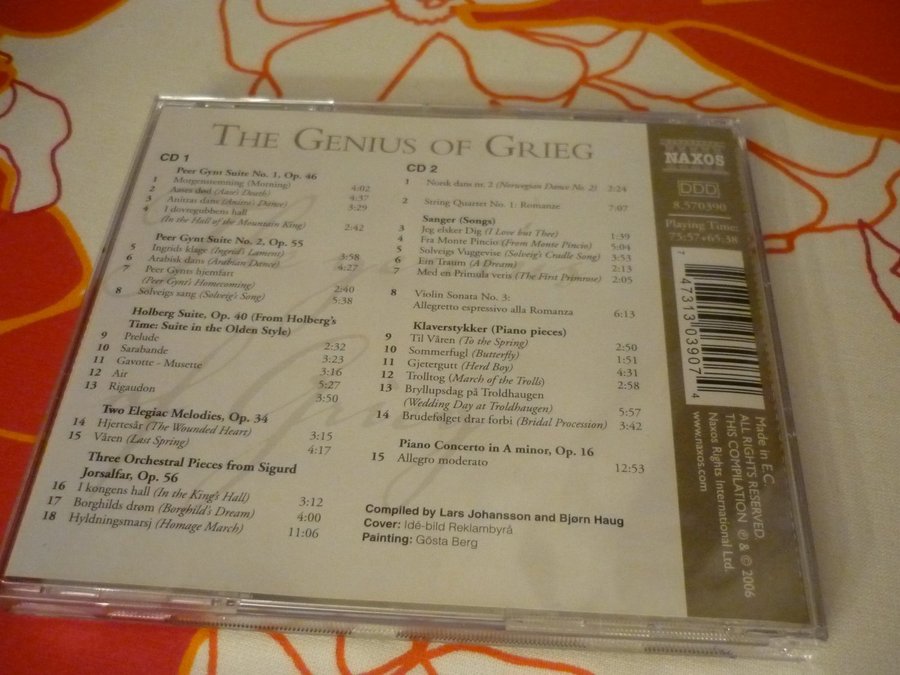 THE GENIUS OF GRIEG
CD 1
Peer Gynt Suite No. 1, Op. 46
1 Morgenstemning (Morning) 4:02
2 Aases død (Aase's Death) 4:37
3 Anitras dans (Anitra's Dance) 3:29
4 I dovregubbens hall
(In the Hall of the Mountain King) 2:42
Peer Gynt Suite No. 2, Op. 55
5 Ingrids klage (Ingrid's Lament) 3:58
6 Arabisk dans (Arabian Dance) 4:27
7 Peer Gynts hjemfart
(Peer Gynt's Homecoming) 2:40
8 Solveigs sang (Solveig's Song) 5:38
Holberg Suite, Op. 40 (From Holberg's
Time: Suite in the Olden Style)
9 Prelude 2:32
10 Sarabande 3:23
11 Gavotte - Musette 3:16
12 Air 5:27
13 Rigaudon 3:50
Two Elegiac Melodies, Op. 34
14 Hjertesår (The Wounded Heart) 3:15
15 Våren (Last Spring) 4:17
Three Orchestral Pieces from Sigurd
Jorsalfar, Op. 56
16 I kongens hall (In the King's Hall) 3:12
17 Borghilds drøm (Borghild's Dream) 4:00
18 Hyldningsmarsj (Homage March) 11:06
CD 2
1 Norsk dans nr. 2 (Norwegian Dance No. 2) 2:24
2 String Quartet No. 1: Romanze 7:07
Sanger (Songs)
3 Jeg elsker Dig (I Love but Thee) 1:39
4 Fra Monte Pincio (From Monte Pincio) 5:04
5 Solveigs Vuggevise (Solveig's Cradle Song) 3:53
6 Ein Traum (A Dream) 2:13
7 Med en Primula veris (The First Primrose) 2:05
8 Violin Sonata No. 3:
Allegretto espressivo alla Romanza 6:13
Klaverstykker (Piano pieces)
9 Til Våren (To the Spring) 2:50
10 Sommerfugl (Butterfly) 1:51
11 Gjetergutt (Herd Boy) 4:31
12 Trolltog (March of the Trolls) 2:58
13 Bryllupsdag på Troldhaugen
(Wedding Day at Troldhaugen) 5:57
14 Brudefølget drar forbi (Bridal Procession) 3:42
Piano Concerto in A minor, Op. 16
15 Allegro moderato 12:53
Compiled by Lars Johansson and Bjørn Haug
Cover: Idé-bild Reklambyrå
Painting: Gösta Berg
NAXOS
DDD
8.570390
Playing Time:
75:57+65:38
7 47313 03907 4
Made in E.C.
ALL RIGHTS RESERVED.
THIS COMPILATION ℗ & © 2006
Naxos Rights International Ltd.
www.naxos.com